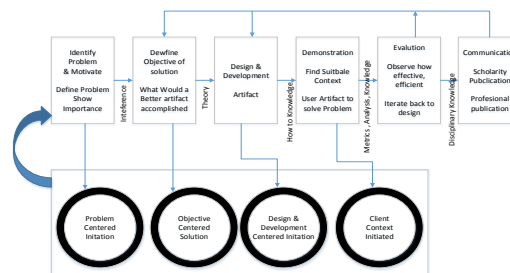 Identify
Problem
& Motivate
Define Problem
Show
Importance
Inteference
Dewfine
Objective of
solution
What Would a
Better artifact
accomplished
Theory
Design &
Development
Artifact
How to Knowledge
Demonstration
Find Suitbale
Context
User Artifact to
solve Problem
Metrics, Analysis, Knowledge
Evalution
Observe how
effective,
efficient
Iterate back to
design
Disciplinary Knowledge
Communication
Scholarity
Pubclication
Profesional
publication
Problem
Centered
Initation
Objective
Centered
Solution
Design &
Development
Centered Initation
Client
Context
Initiated